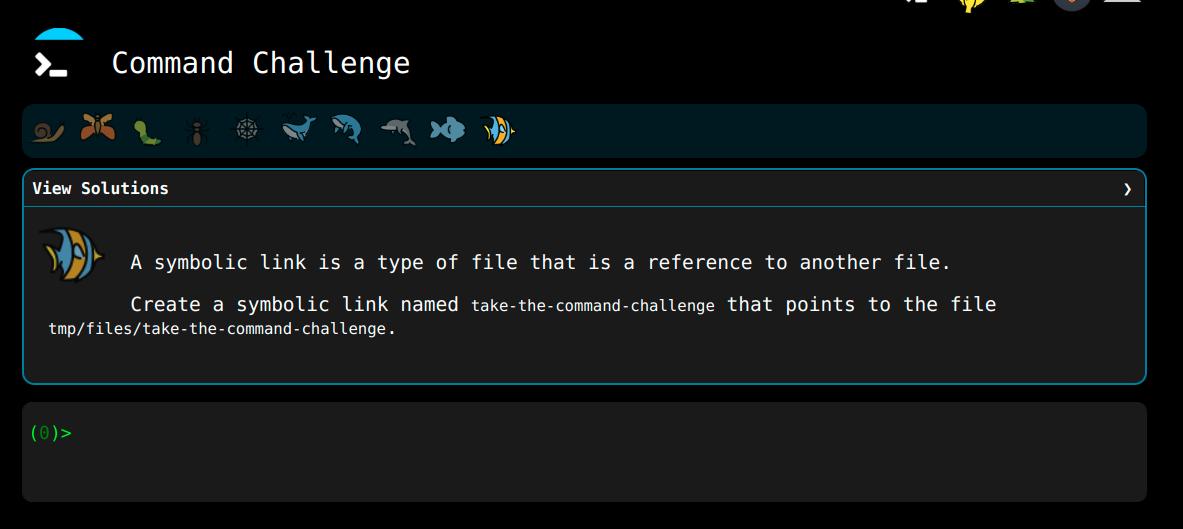 Command Challenge
View Solutions ❯
A symbolic link is a type of file that is a reference to another file.
Create a symbolic link named take-the-command-challenge that points to the file
tmp/files/take-the-command-challenge.
(0)>